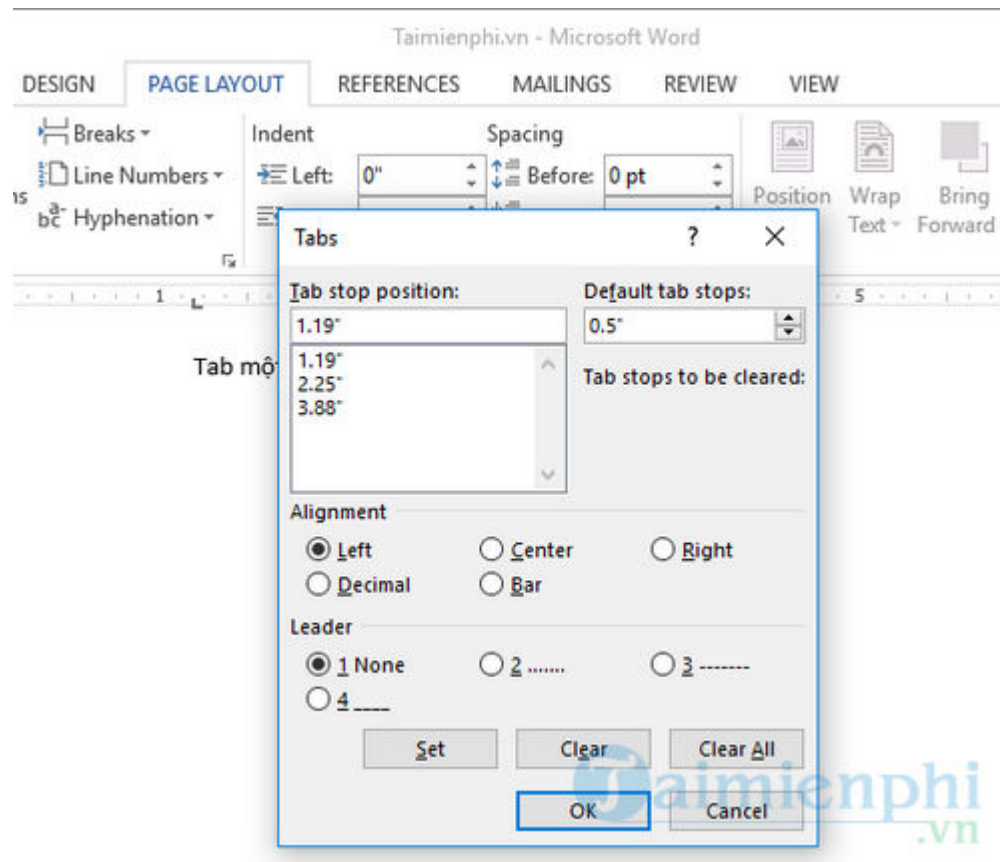 Taimienphi.vn - Microsoft Word
DESIGN PAGE LAYOUT REFERENCES MAILINGS REVIEW VIEW
Breaks Indent Spacing
Line Numbers Left: 0" Before: 0 pt Position Wrap Bring
Hyphenation Text Forward
Tabs ? X
1 5
Tab stop position: Default tab stops:
1.19" 0.5"
Tab
1.19" Tab stops to be cleared:
2.25"
3.88"
Alignment
Left Center Right
Decimal Bar
Leader
1 None 2 ....... 3 -------
4 ____
Set Clear Clear All
OK Cancel
Taimienphi
.vn